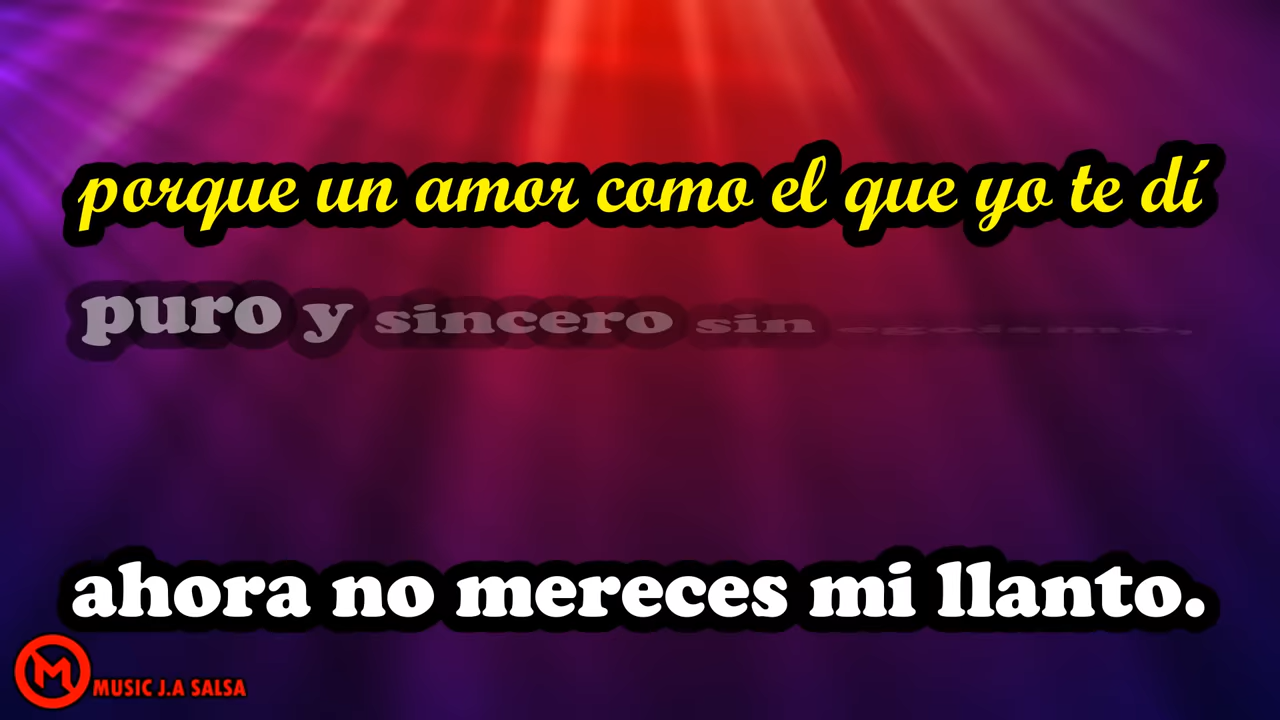 porque un amor como el que yo te dí
puro y sincero sin egoismo,
ahora no mereces mi llanto.
MUSIC J.A SALSA